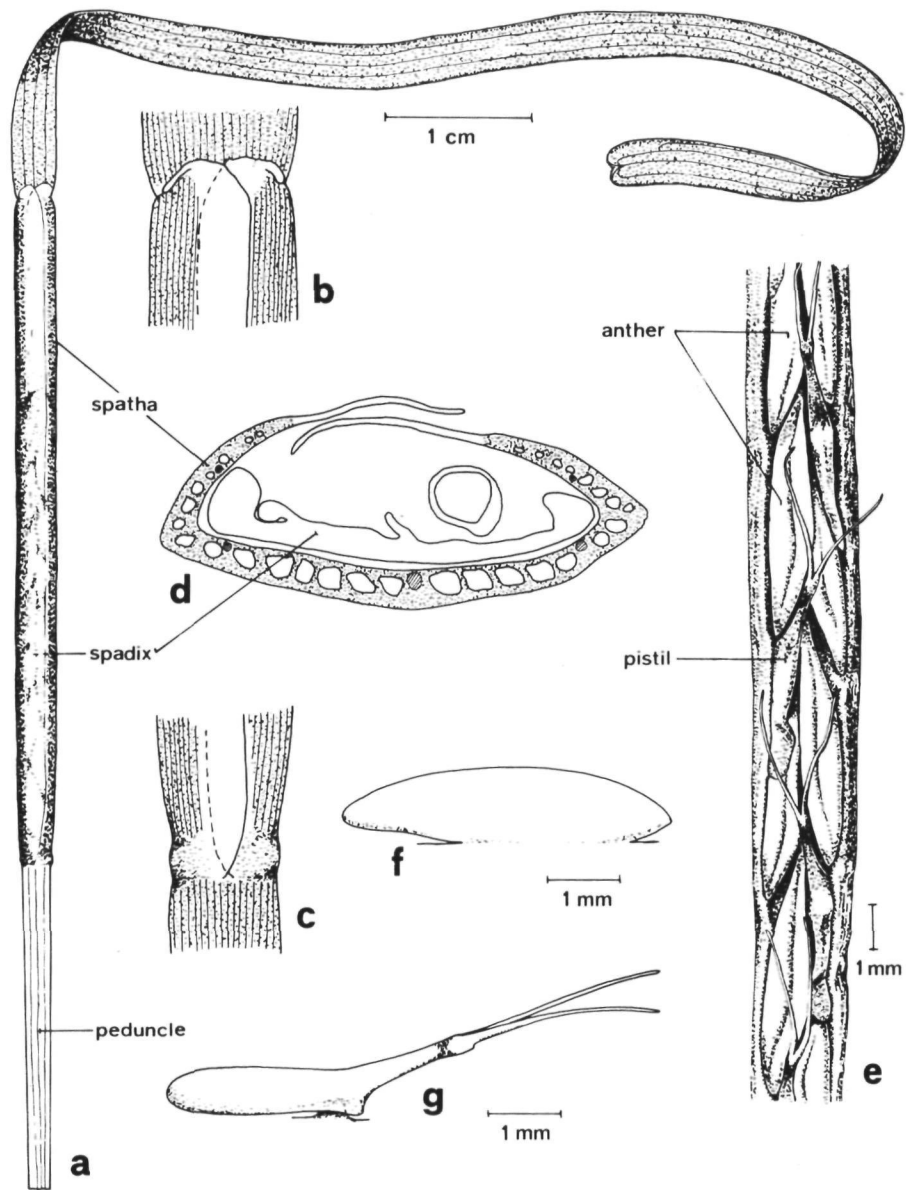 1 cm
b
anther
spatha
d
spadix
pistil
f
1 mm
c
1 mm
peduncle
g
e
1 mm
a